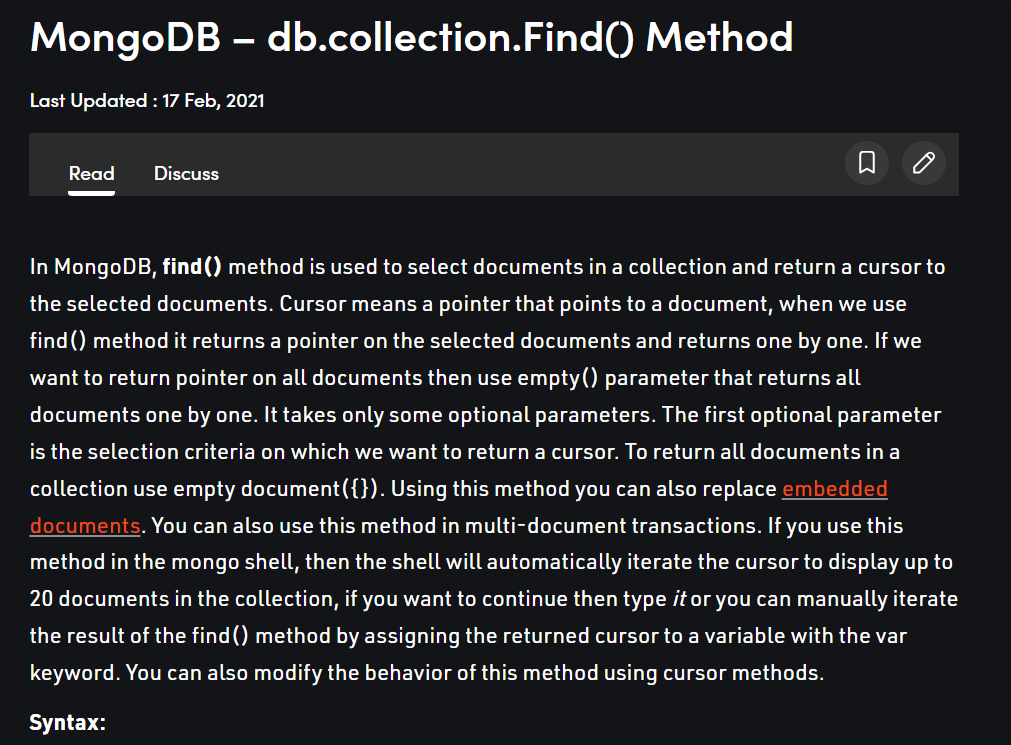 MongoDB – db.collection.Find() Method
Last Updated : 17 Feb, 2021
Read Discuss
In MongoDB, find() method is used to select documents in a collection and return a cursor to
the selected documents. Cursor means a pointer that points to a document, when we use
find() method it returns a pointer on the selected documents and returns one by one. If we
want to return pointer on all documents then use empty() parameter that returns all
documents one by one. It takes only some optional parameters. The first optional parameter
is the selection criteria on which we want to return a cursor. To return all documents in a
collection use empty document({}). Using this method you can also replace embedded
documents. You can also use this method in multi-document transactions. If you use this
method in the mongo shell, then the shell will automatically iterate the cursor to display up to
20 documents in the collection, if you want to continue then type it or you can manually iterate
the result of the find() method by assigning the returned cursor to a variable with the var
keyword. You can also modify the behavior of this method using cursor methods.
Syntax: